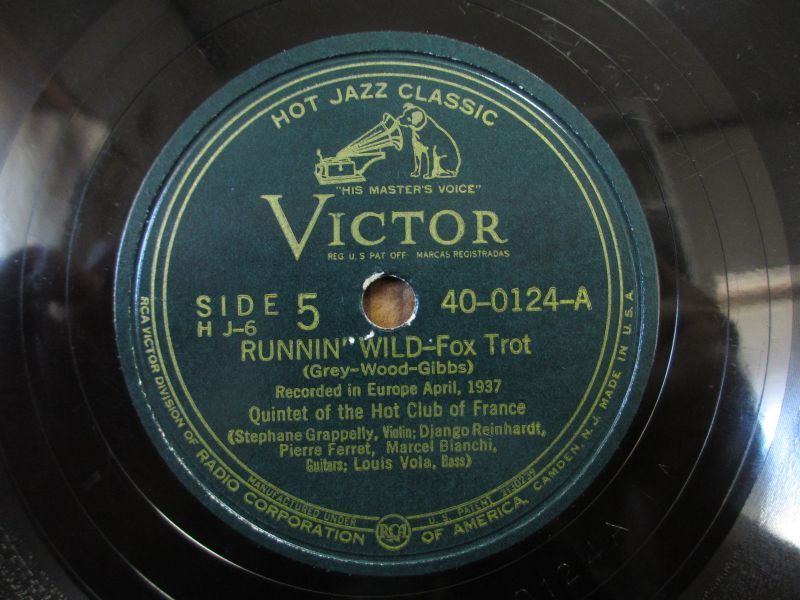 HOT JAZZ CLASSIC
"HIS MASTER'S VOICE"
VICTOR
REG. U.S PAT OFF. MARCAS REGISTRADAS
SIDE 5 40-0124-A
H J-6
RUNNIN' WILD-Fox Trot
(Grey-Wood-Gibbs)
Recorded in Europe April, 1937
Quintet of the Hot Club of France
(Stephane Grappelly, Violin; Django Reinhardt,
Pierre Ferret, Marcel Bianchi,
Guitars; Louis Vola, Bass)
MANUFACTURED UNDER U.S. PATENT
RCA VICTOR DIVISION OF RADIO CORPORATION RCA OF AMERICA, CAMDEN, N.J. MADE IN U.S.A.